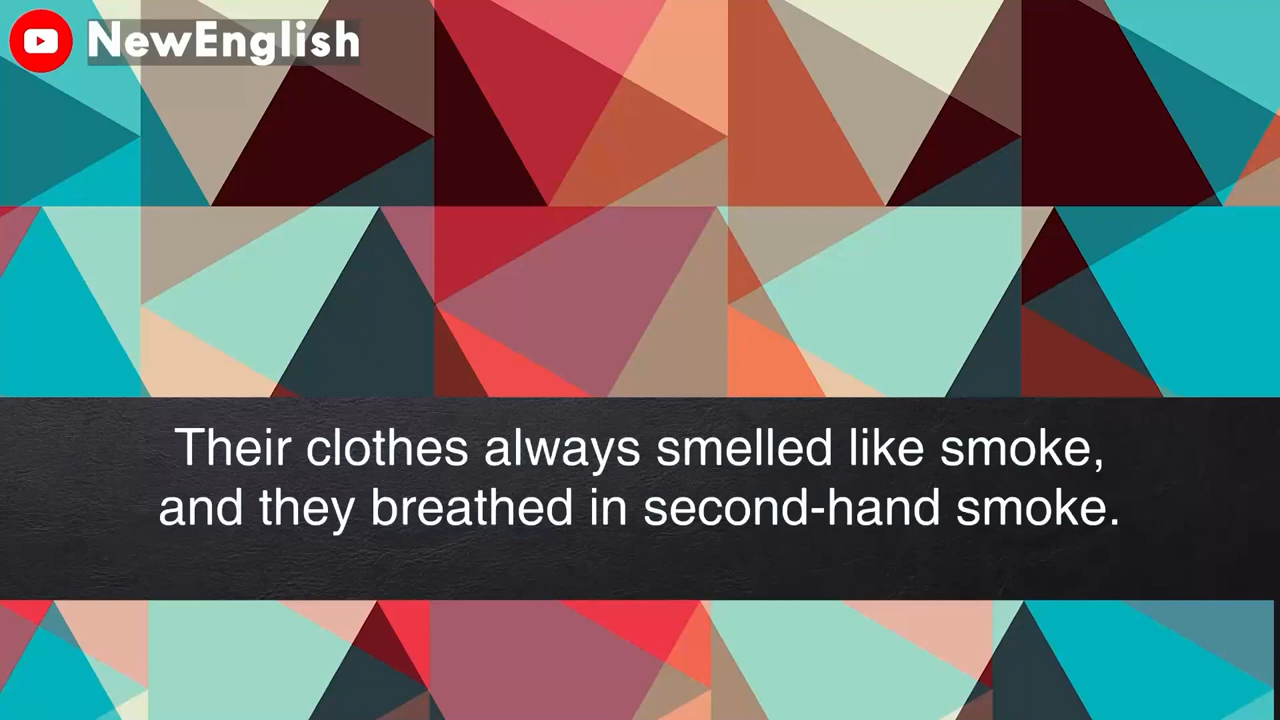 NewEnglish
Their clothes always smelled like smoke,
and they breathed in second-hand smoke.